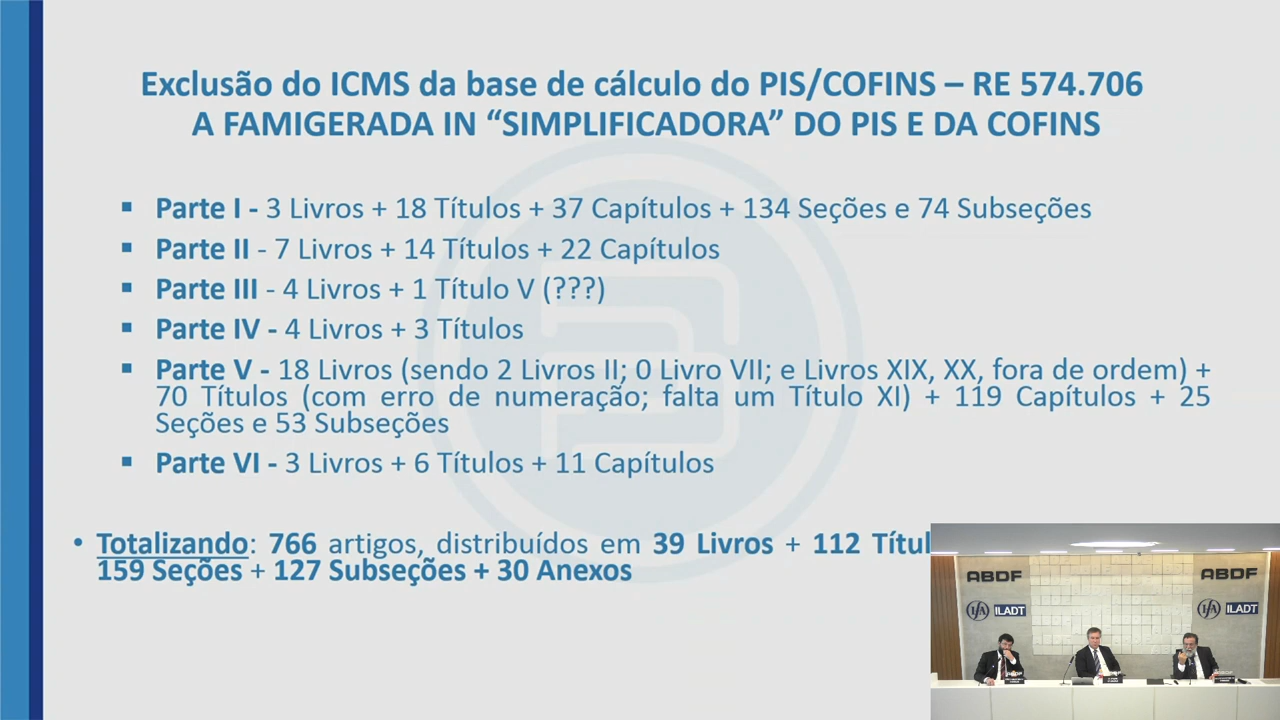 Exclusão do ICMS da base de cálculo do PIS/COFINS – RE 574.706
A FAMIGERADA IN “SIMPLIFICADORA” DO PIS E DA COFINS
▪ Parte I - 3 Livros + 18 Títulos + 37 Capítulos + 134 Seções e 74 Subseções
▪ Parte II - 7 Livros + 14 Títulos + 22 Capítulos
▪ Parte III - 4 Livros + 1 Título V (???)
▪ Parte IV - 4 Livros + 3 Títulos
▪ Parte V - 18 Livros (sendo 2 Livros II; 0 Livro VII; e Livros XIX, XX, fora de ordem) +
70 Títulos (com erro de numeração; falta um Título XI) + 119 Capítulos + 25
Seções e 53 Subseções
▪ Parte VI - 3 Livros + 6 Títulos + 11 Capítulos
• Totalizando: 766 artigos, distribuídos em 39 Livros + 112 Títul
159 Seções + 127 Subseções + 30 Anexos
ABDF ABDF
IFA ILADT IFA ILADT